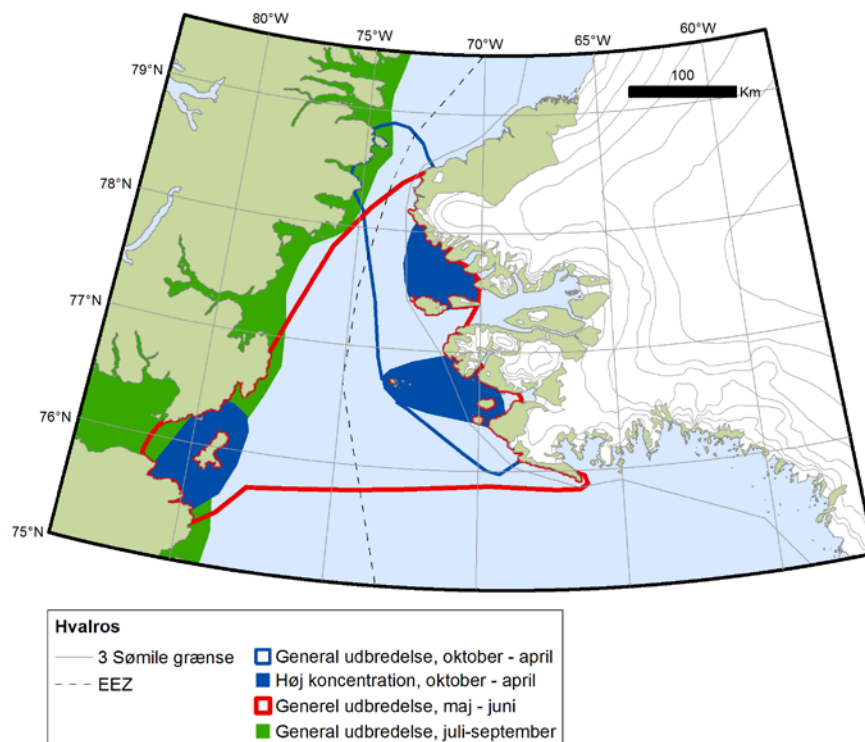 80°W
75°W
70°W
65°W
60°W
79°N
100
Km
78°N
77°N
76°N
75°N
Hvalros
3 Sømile grænse
EEZ
General udbredelse, oktober - april
Høj koncentration, oktober - april
Generel udbredelse, maj - juni
General udbredelse, juli-september